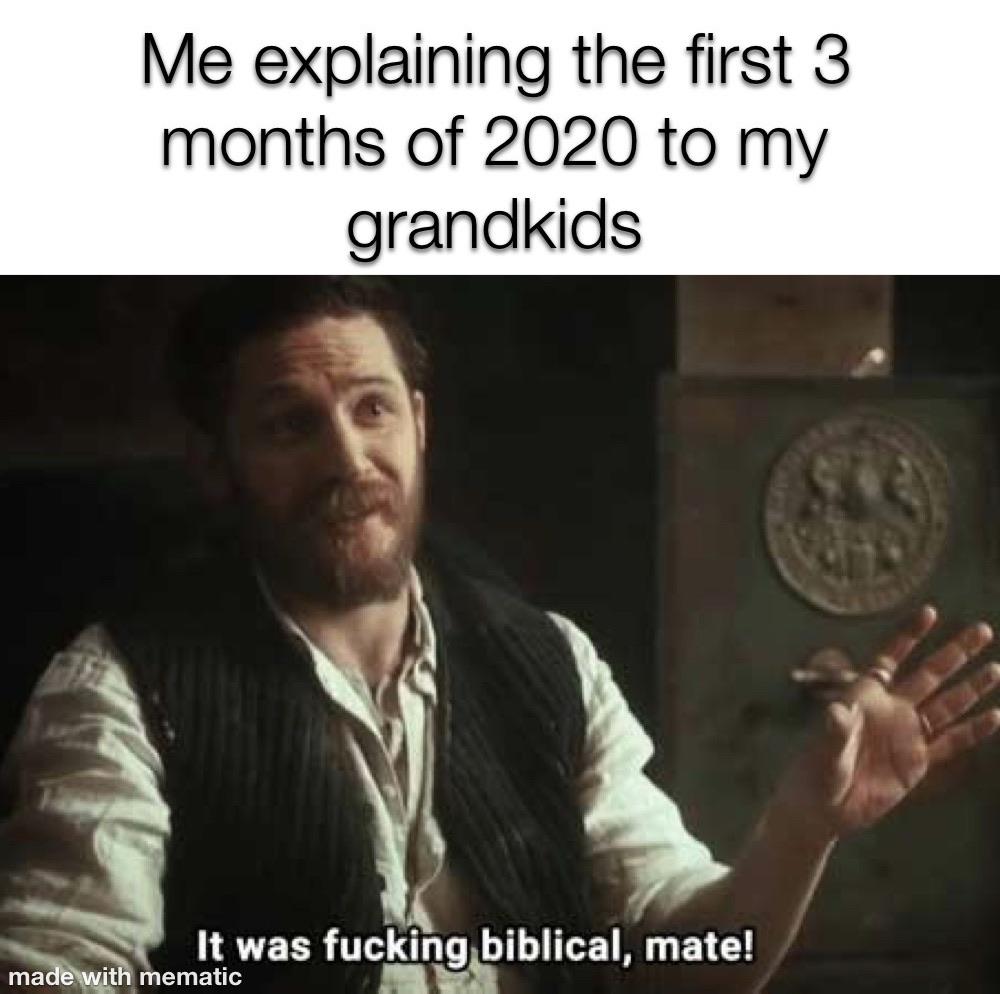 Me explaining the first 3
months of 2020 to my
grandkids
It was fucking biblical, mate!
made with mematic